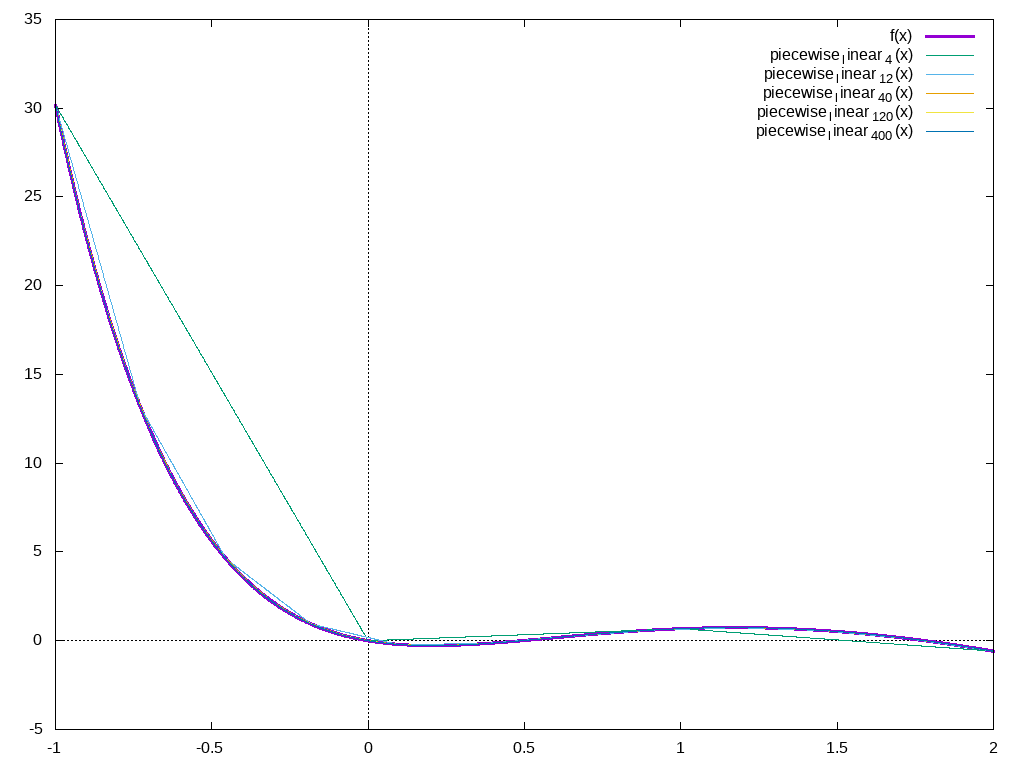 35
30
25
20
15
10
5
0
-5
-1 -0.5 0 0.5 1 1.5 2
f(x)
piecewise_linear_4(x)
piecewise_linear_12(x)
piecewise_linear_40(x)
piecewise_linear_120(x)
piecewise_linear_400(x)